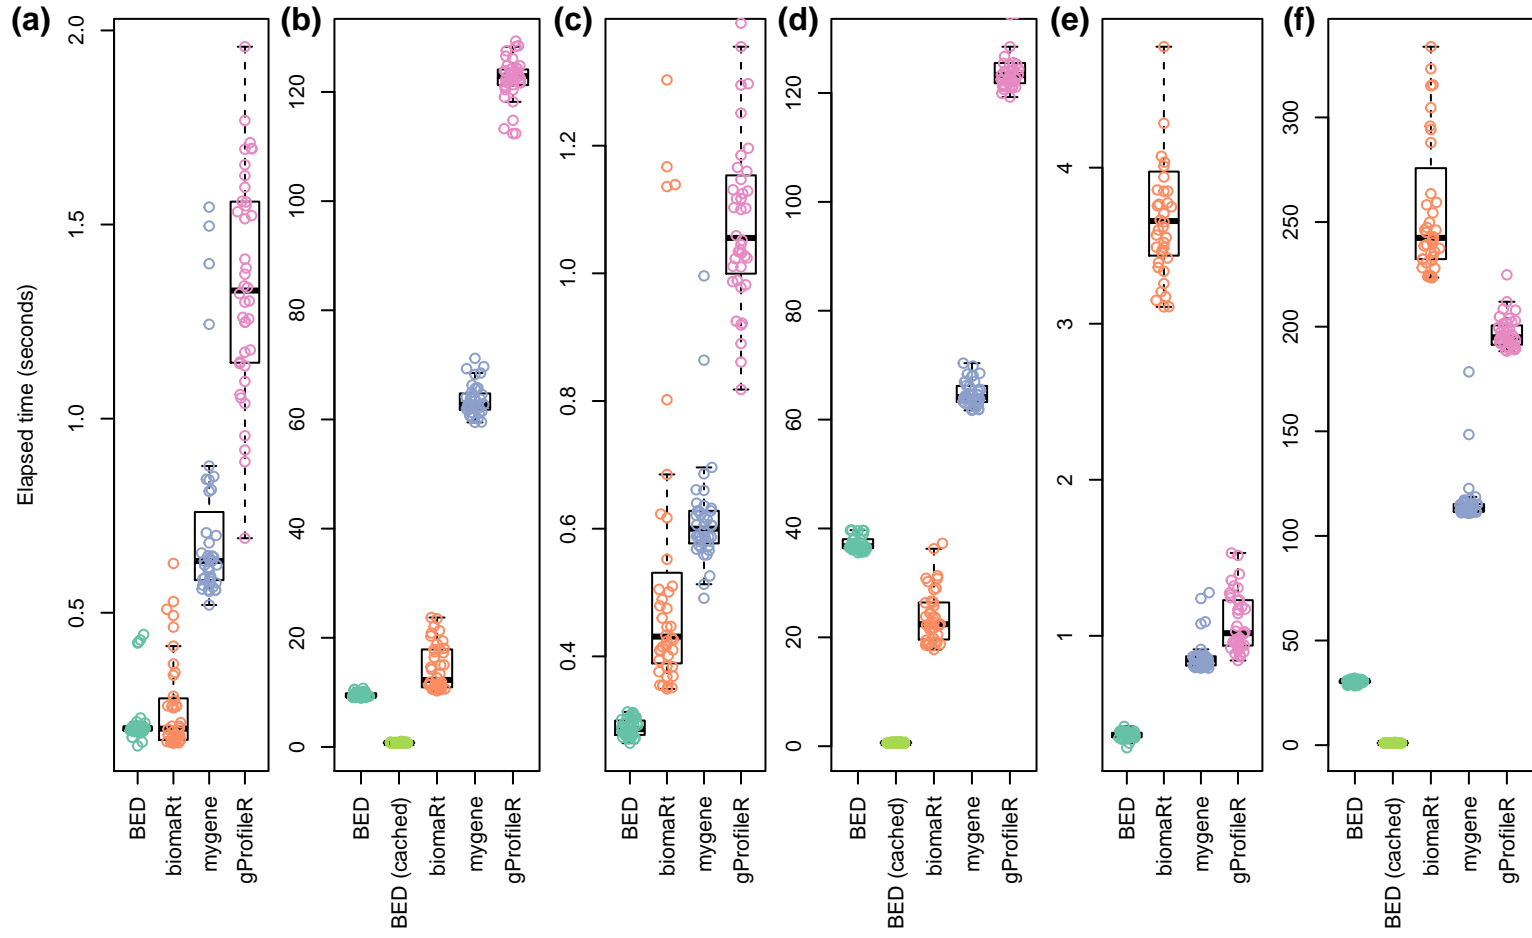 (a)
(b)
(c)
(d)
(e)
(f)
Elapsed time (seconds)
0.5
1.0
1.5
2.0
BED
biomaRt
mygene
gProfileR
0
20
40
60
80
100
120
BED
BED (cached)
biomaRt
mygene
gProfileR
0.4
0.6
0.8
1.0
1.2
BED
biomaRt
mygene
gProfileR
0
20
40
60
80
100
120
BED
BED (cached)
biomaRt
mygene
gProfileR
1
2
3
4
BED
biomaRt
mygene
gProfileR
0
50
100
150
200
250
300
BED
BED (cached)
biomaRt
mygene
gProfileR